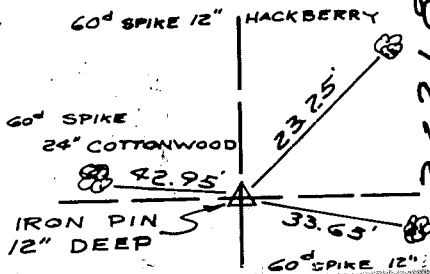 60d SPIKE 12" HACKBERRY
23.25'
60d SPIKE
24" COTTONWOOD
42.95'
IRON PIN
12" DEEP
33.65'
60d SPIKE 12"